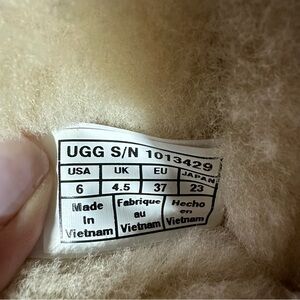 UGG S/N 1013429
USA UK EU JAPAN
6 4.5 37 23
Made Fabrique Hecho
In au en
Vietnam Vietnam Vietnam